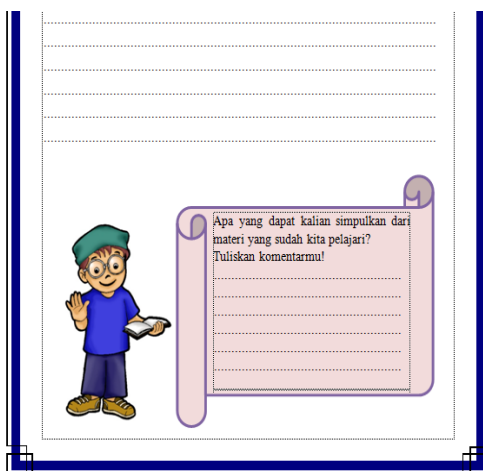 Apa yang dapat kalian simpulkan dari
materi yang sudah kita pelajari?
Tuliskan komentarmu!